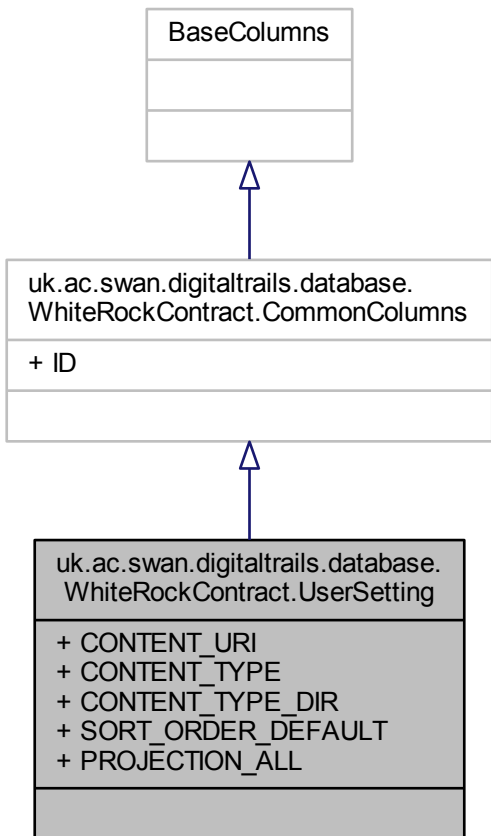 BaseColumns
uk.ac.swan.digitaltrails.database.
WhiteRockContract.CommonColumns
+ ID
uk.ac.swan.digitaltrails.database.
WhiteRockContract.UserSetting
+ CONTENT_URI
+ CONTENT_TYPE
+ CONTENT_TYPE_DIR
+ SORT_ORDER_DEFAULT
+ PROJECTION_ALL